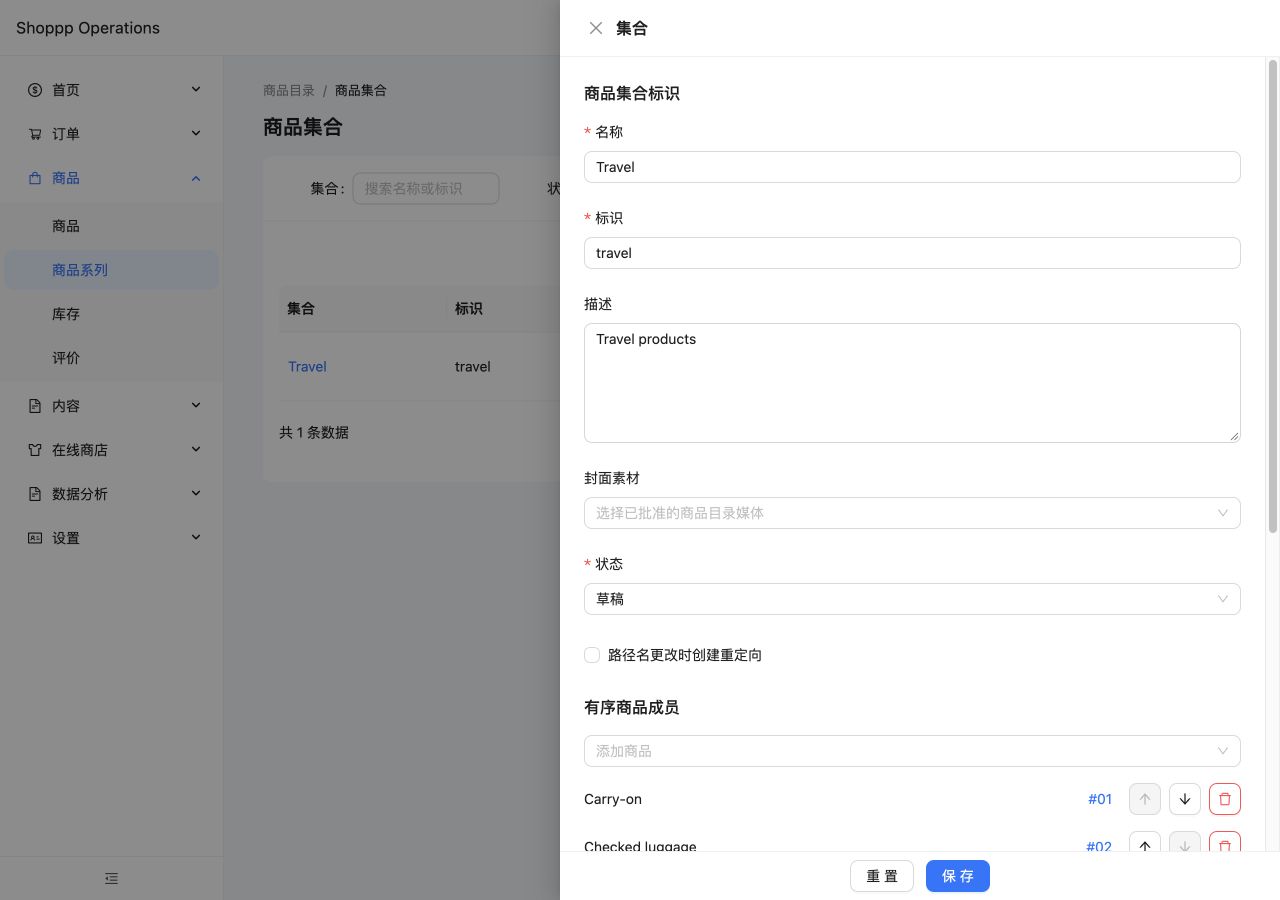 Shoppp Operations
首页
订单
商品
商品
商品系列
库存
评价
内容
在线商店
数据分析
设置
商品目录 / 商品集合
商品集合
集合: 搜索名称或标识 状
集合 标识
Travel travel
共 1 条数据
集合
商品集合标识
* 名称
Travel
* 标识
travel
描述
Travel products
封面素材
选择已批准的商品目录媒体
* 状态
草稿
路径名更改时创建重定向
有序商品成员
添加商品
Carry-on #01
Checked luggage #02
重 置 保 存